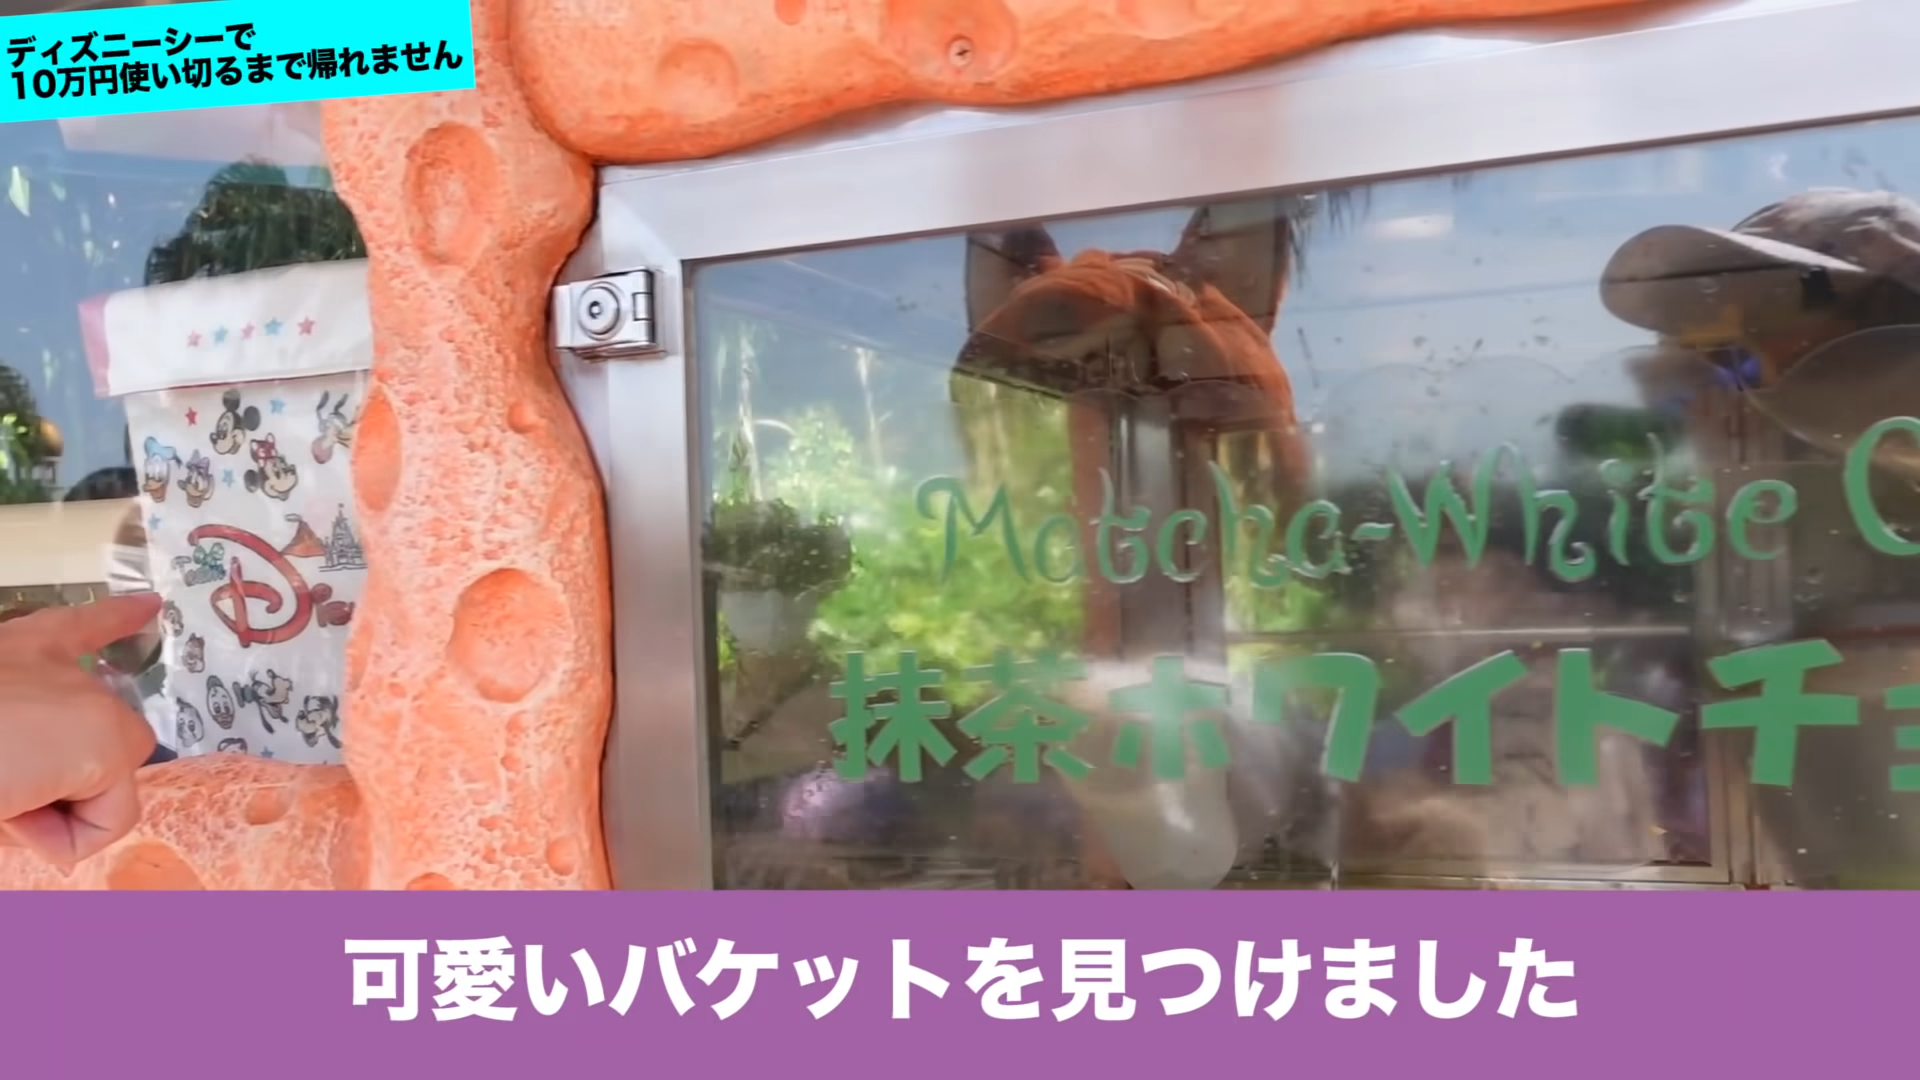 ディズニーシーで
10万円使い切るまで帰れません
Matcha-White C
抹茶ホワイトチョ
可愛いバケットを見つけました